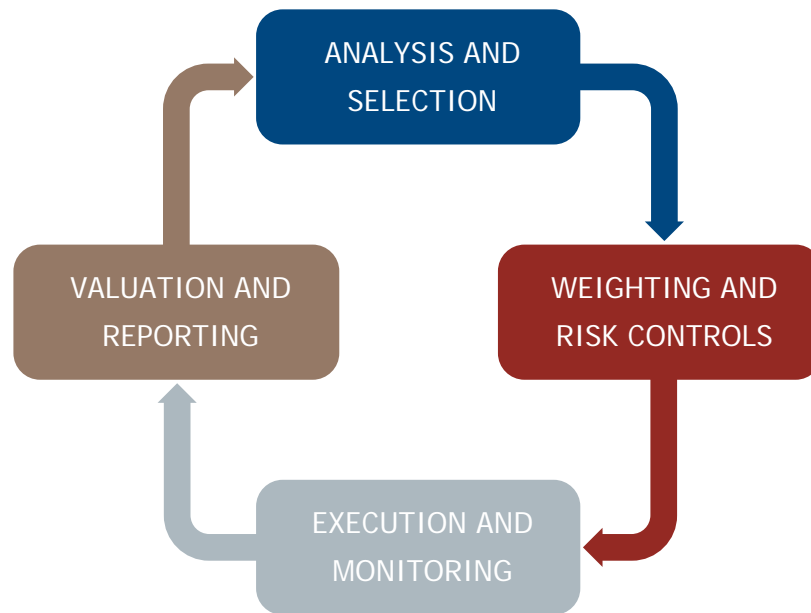 ANALYSIS AND
SELECTION
VALUATION AND
REPORTING
WEIGHTING AND
RISK CONTROLS
EXECUTION AND
MONITORING